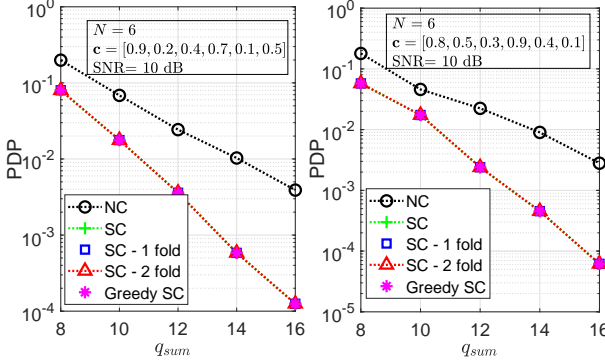 N = 6
c = [0.9, 0.2, 0.4, 0.7, 0.1, 0.5]
SNR= 10 dB
10^0
10^-1
10^-2
10^-3
10^-4
PDP
NC
SC
SC - 1 fold
SC - 2 fold
Greedy SC
8 10 12 14 16
q_sum
N = 6
c = [0.8, 0.5, 0.3, 0.9, 0.4, 0.1]
SNR= 10 dB
10^0
10^-1
10^-2
10^-3
10^-4
10^-5
PDP
NC
SC
SC - 1 fold
SC - 2 fold
Greedy SC
8 10 12 14 16
q_sum